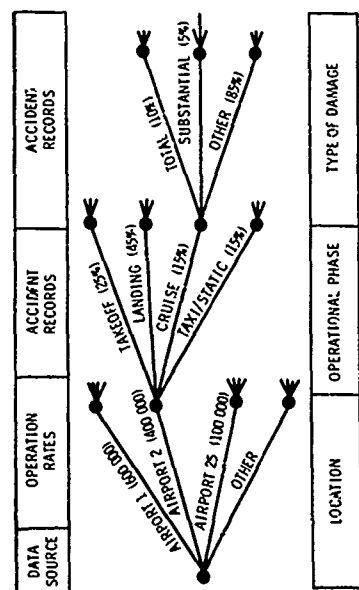 DATA SOURCE
OPERATION RATES
ACCIDENT RECORDS
ACCIDENT RECORDS
AIRPORT 1 (600 000)
AIRPORT 2 (400 000)
AIRPORT 25 (100 000)
OTHER
TAKEOFF (25%)
LANDING (45%)
CRUISE (15%)
TAXI/STATIC (15%)
TOTAL (10%)
SUBSTANTIAL (5%)
OTHER (85%)
LOCATION
OPERATIONAL PHASE
TYPE OF DAMAGE